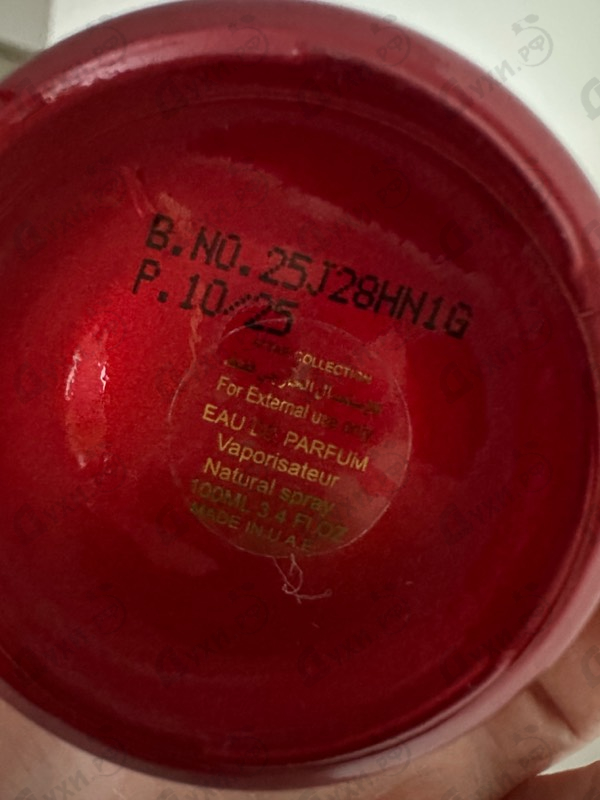 B.NO.25J28HN1G
P.10/25
COLLECTION
For External use only
EAU DE PARFUM
Vaporisateur
Natural spray
100ML 3.4 FL.OZ
MADE IN U.A.E